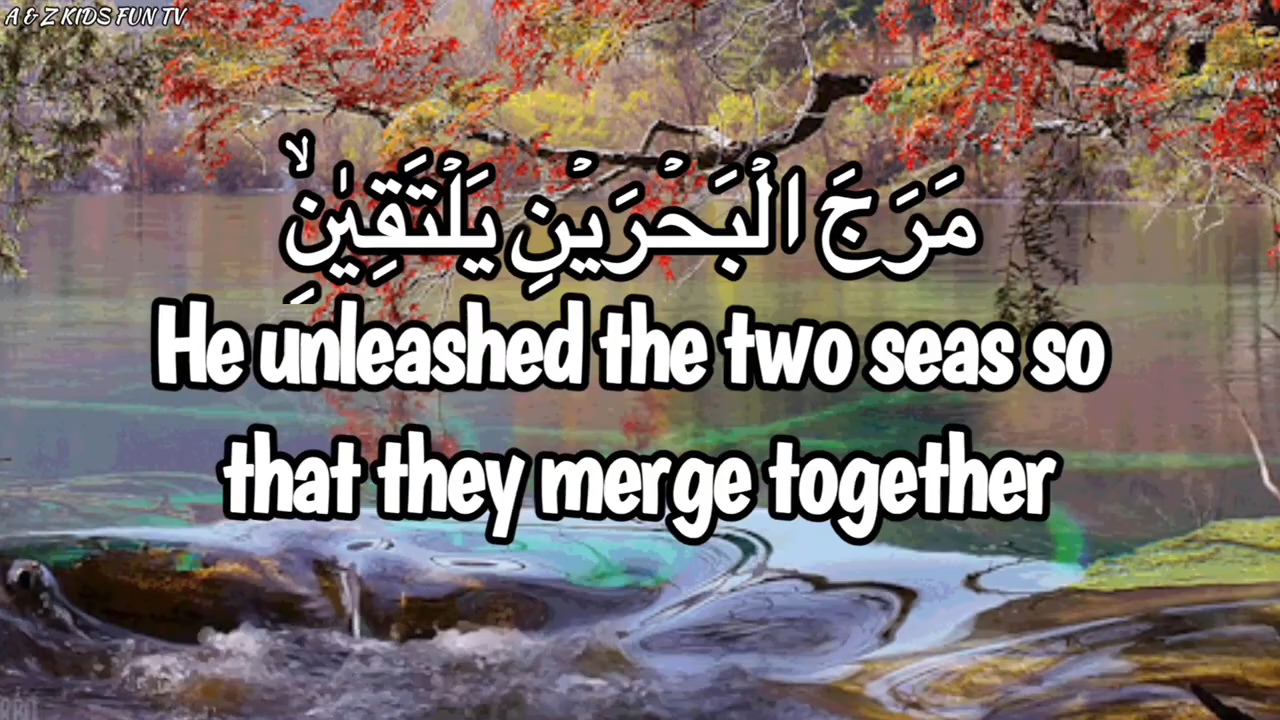 A & Z KIDS FUN TV
مَرَجَ الْبَحْرَيْنِ يَلْتَقِيٰنِۙ
He unleashed the two seas so
that they merge together